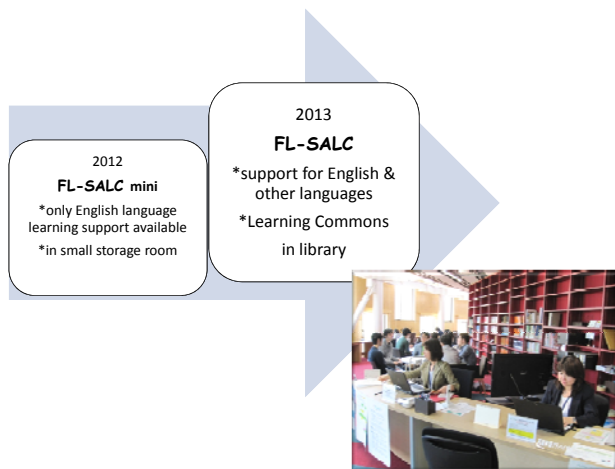 2012
FL-SALC mini
*only English language
learning support available
*in small storage room
2013
FL-SALC
*support for English &
other languages
*Learning Commons
in library